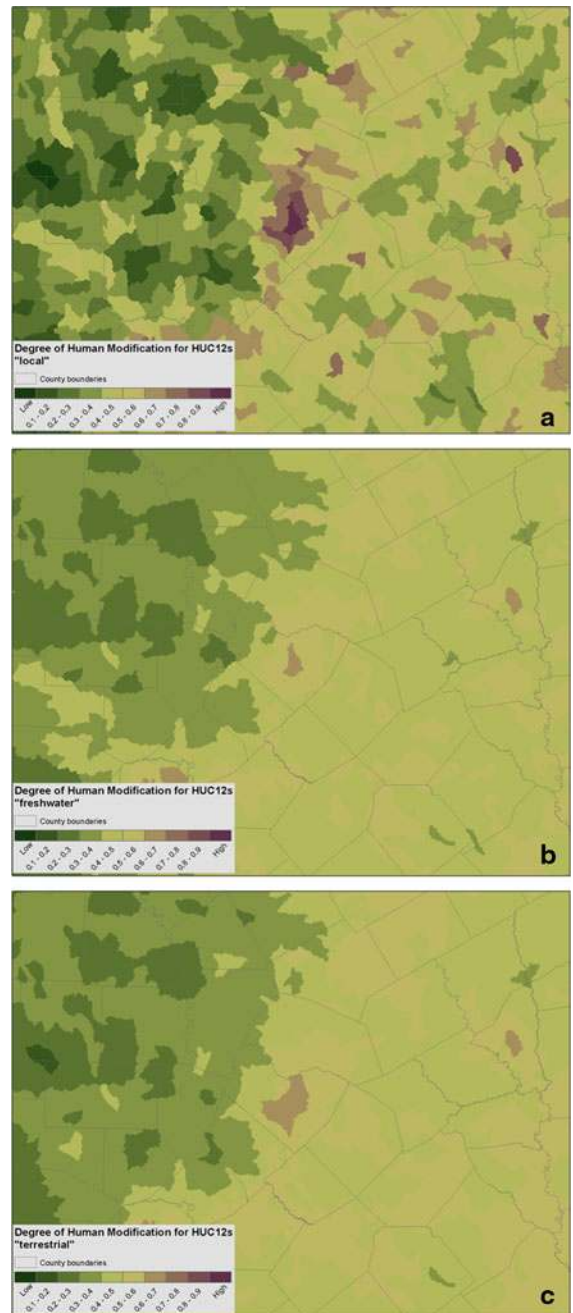 Degree of Human Modification for HUC12s
"local"
County boundaries
Low
0.1 - 0.2
0.2 - 0.3
0.3 - 0.4
0.4 - 0.5
0.5 - 0.6
0.6 - 0.7
0.7 - 0.8
0.8 - 0.9
High
a
Degree of Human Modification for HUC12s
"freshwater"
County boundaries
Low
0.1 - 0.2
0.2 - 0.3
0.3 - 0.4
0.4 - 0.5
0.5 - 0.6
0.6 - 0.7
0.7 - 0.8
0.8 - 0.9
High
b
Degree of Human Modification for HUC12s
"terrestrial"
County boundaries
Low
0.1 - 0.2
0.2 - 0.3
0.3 - 0.4
0.4 - 0.5
0.5 - 0.6
0.6 - 0.7
0.7 - 0.8
0.8 - 0.9
High
c